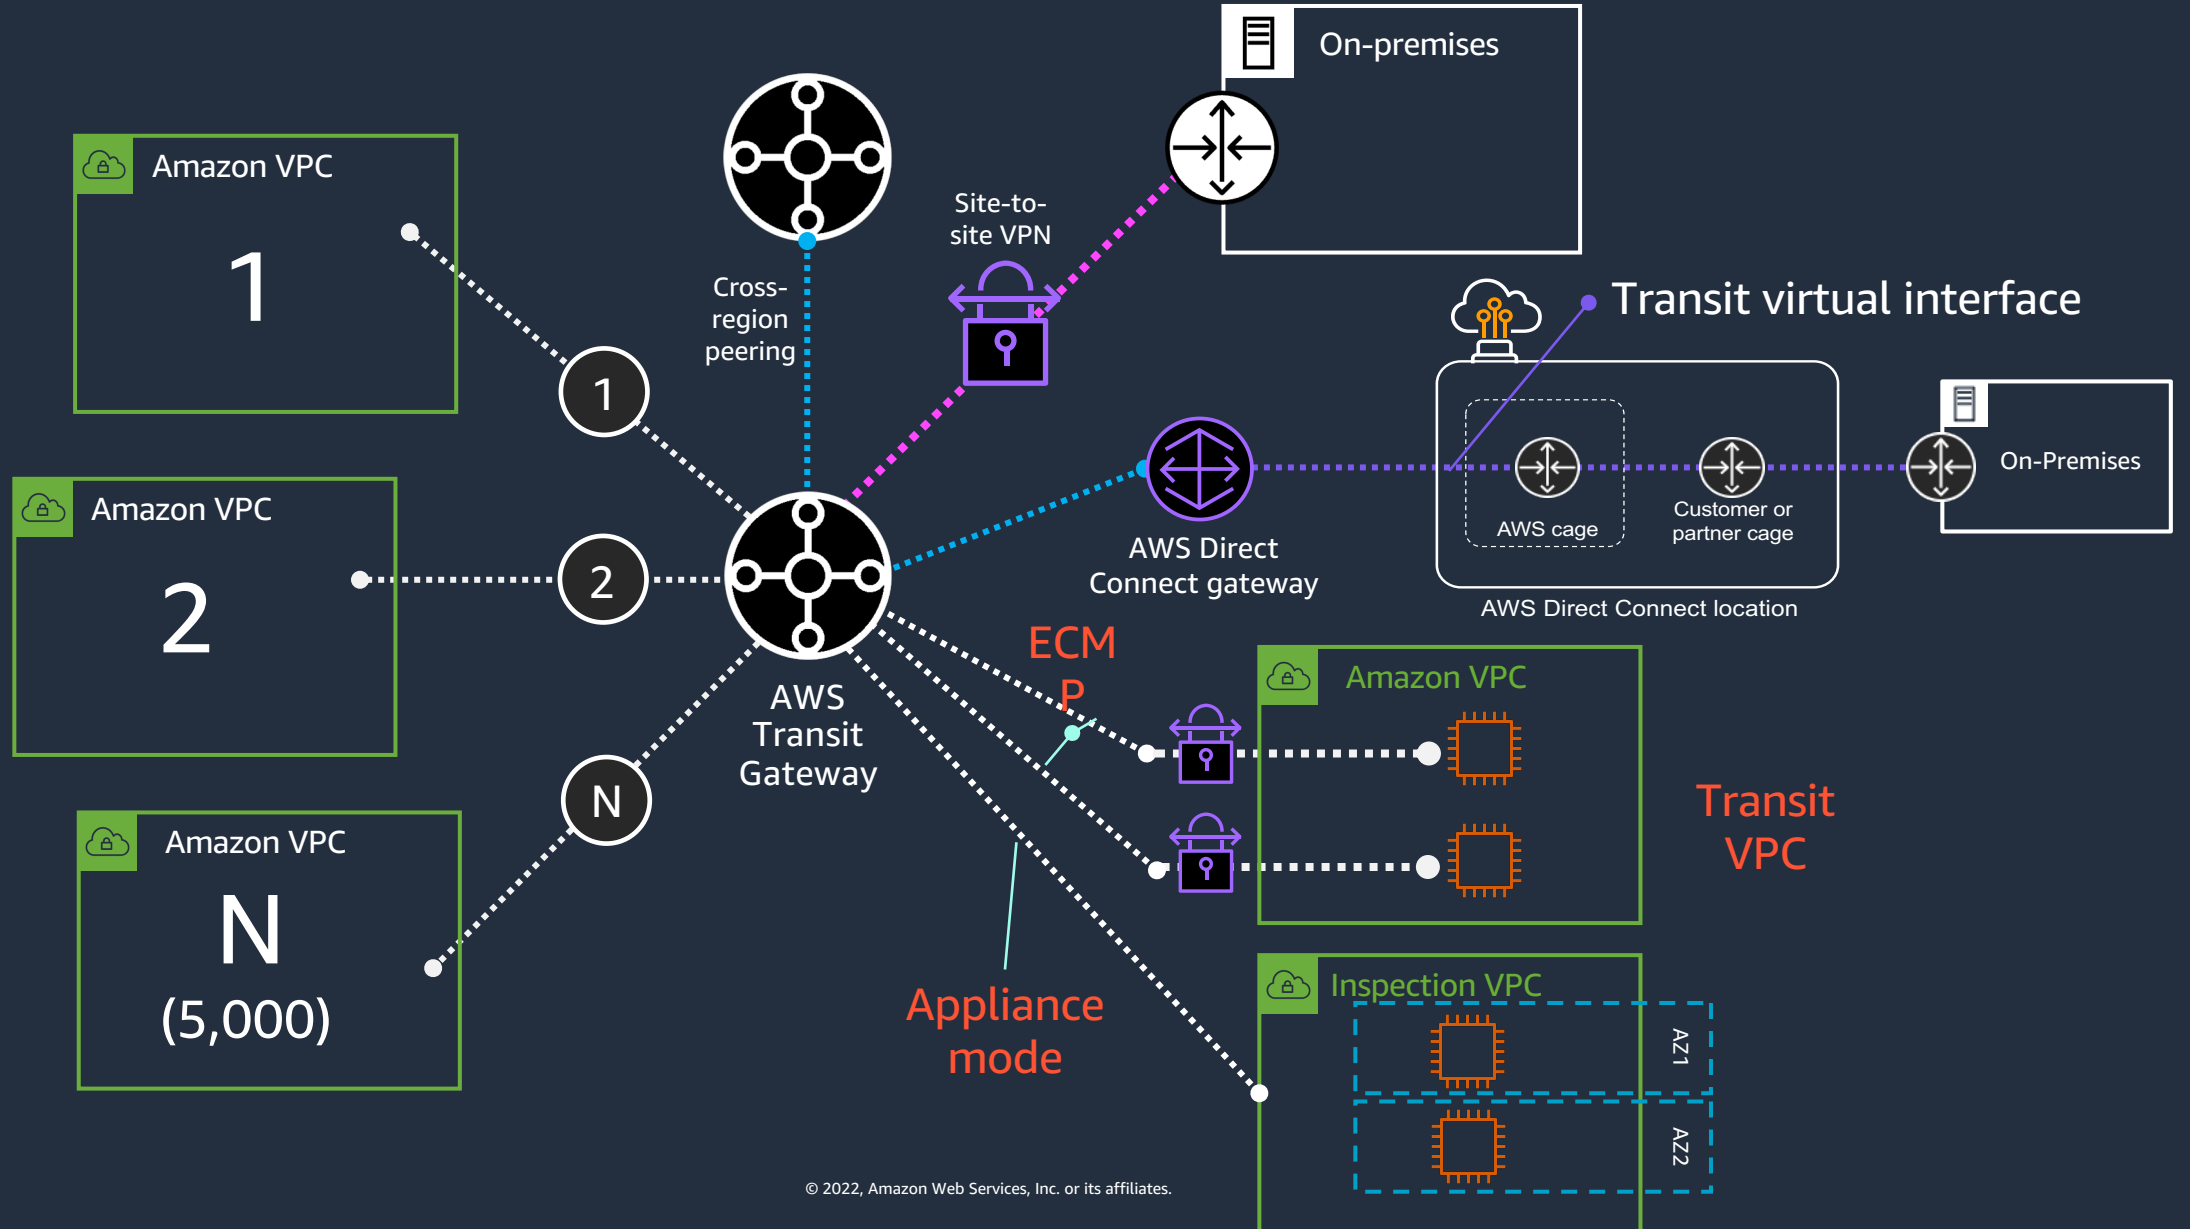 On-premises
Amazon VPC
1
Site-to-
site VPN
Cross-
region
peering
Transit virtual interface
1
On-Premises
Amazon VPC
2
2
AWS cage
Customer or
partner cage
AWS Direct
Connect gateway
AWS Direct Connect location
ECM
P
AWS
Transit
Gateway
Amazon VPC
Transit
VPC
N
Amazon VPC
N
(5,000)
Appliance
mode
Inspection VPC
AZ1
AZ2
© 2022, Amazon Web Services, Inc. or its affiliates.